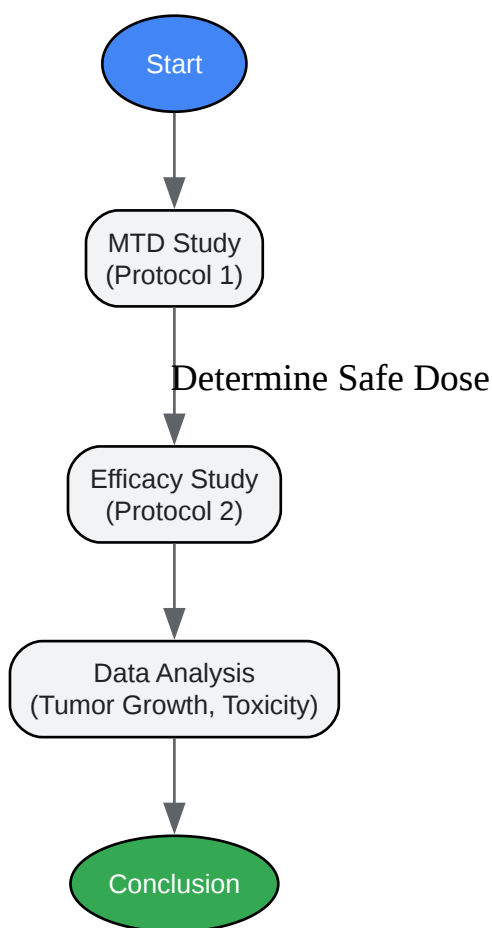 Start
MTD Study
(Protocol 1)
Determine Safe Dose
Efficacy Study
(Protocol 2)
Data Analysis
(Tumor Growth, Toxicity)
Conclusion